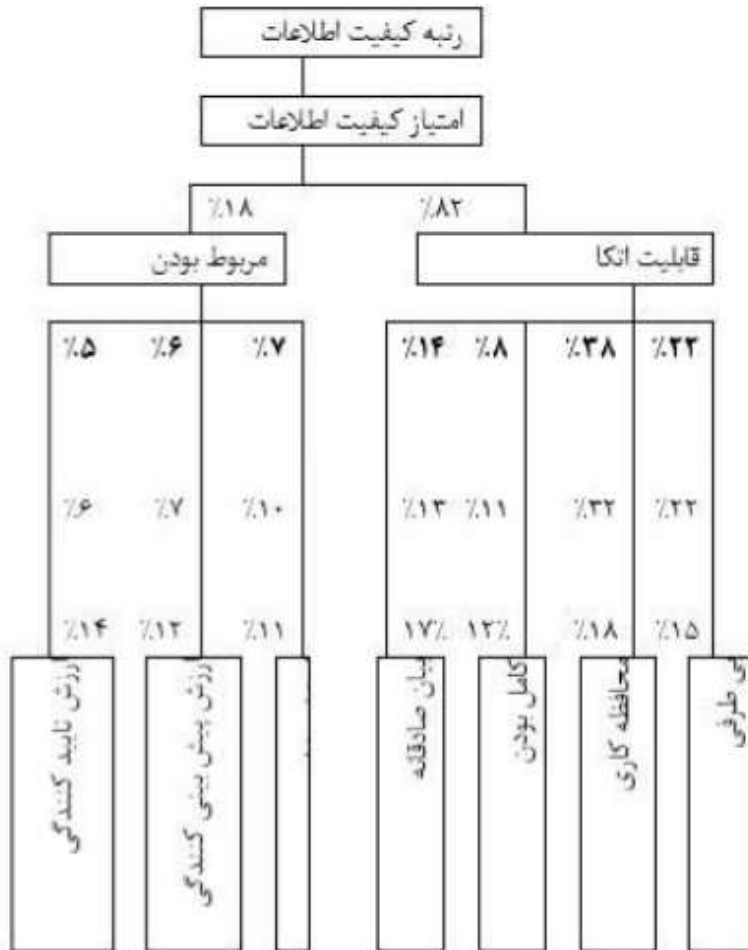 رتبه کیفیت اطلاعات
امتیاز کیفیت اطلاعات
٪۸۲ ٪۱۸
قابلیت اتکا مربوط بودن
٪۲۲ ٪۳۸ ٪۸ ٪۱۴ ٪۷ ٪۶ ٪۵
٪۲۲ ٪۳۲ ٪۱۱ ٪۱۳ ٪۱۰ ٪۷ ٪۶
٪۱۵ ٪۱۸ ۱۲٪ ۱۷٪ ٪۱۱ ٪۱۲ ٪۱۴
بی طرفی
محافظه کاری
کامل بودن
بیان صادقانه
ارزش پیش بینی کنندگی
ارزش تایید کنندگی